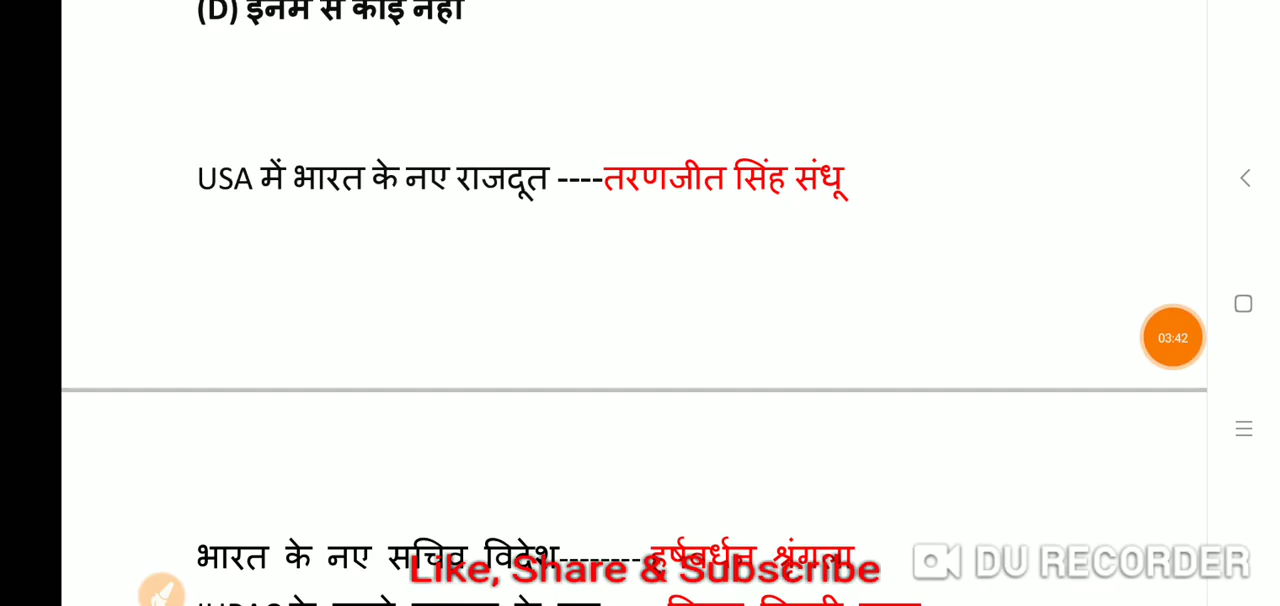 (D) इनमें से कोई नहीं
USA में भारत के नए राजदूत ----तरणजीत सिंह संधू
03:42
भारत के नए सचिव विदेश-------- हर्षबर्धन श्रृंगला
Like, Share & Subscribe
DU RECORDER